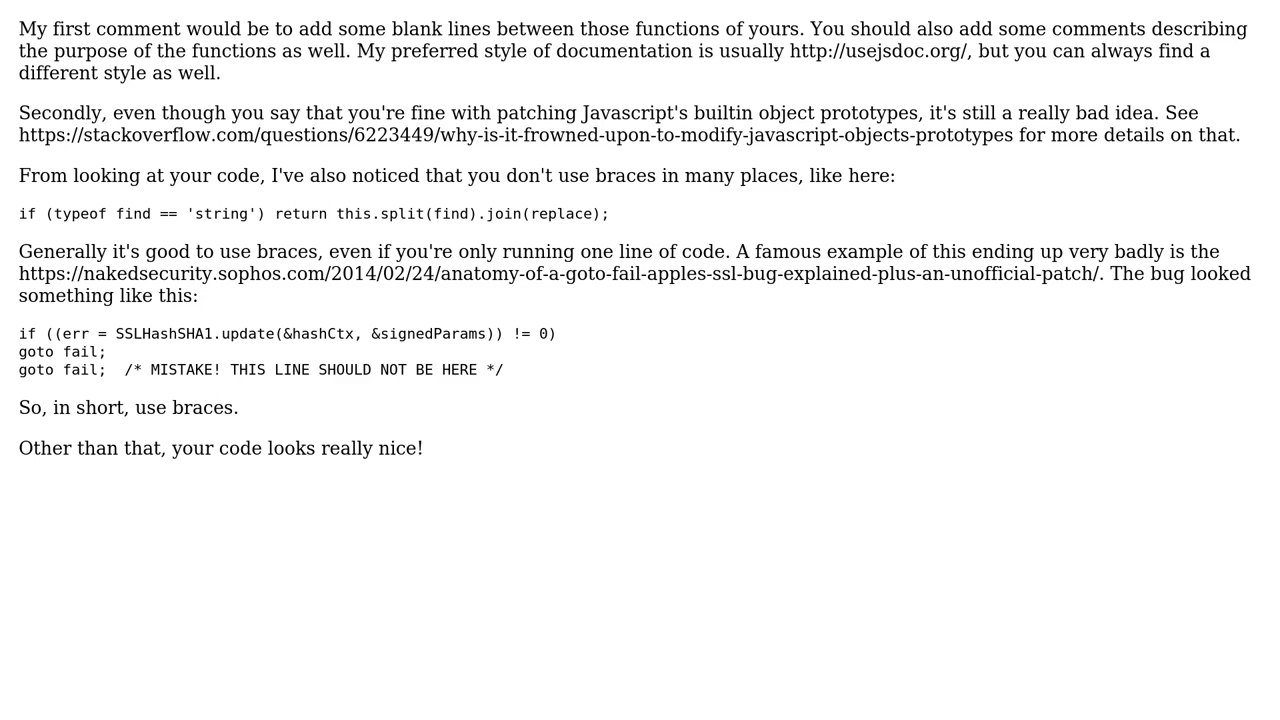 My first comment would be to add some blank lines between those functions of yours. You should also add some comments describing
the purpose of the functions as well. My preferred style of documentation is usually http://usejsdoc.org/, but you can always find a
different style as well.
Secondly, even though you say that you're fine with patching Javascript's builtin object prototypes, it's still a really bad idea. See
https://stackoverflow.com/questions/6223449/why-is-it-frowned-upon-to-modify-javascript-objects-prototypes for more details on that.
From looking at your code, I've also noticed that you don't use braces in many places, like here:
if (typeof find == 'string') return this.split(find).join(replace);
Generally it's good to use braces, even if you're only running one line of code. A famous example of this ending up very badly is the
https://nakedsecurity.sophos.com/2014/02/24/anatomy-of-a-goto-fail-apples-ssl-bug-explained-plus-an-unofficial-patch/. The bug looked
something like this:
if ((err = SSLHashSHA1.update(&hashCtx, &signedParams)) != 0)
goto fail;
goto fail;  /* MISTAKE! THIS LINE SHOULD NOT BE HERE */
So, in short, use braces.
Other than that, your code looks really nice!